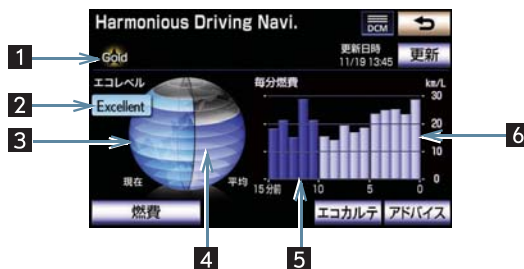 Harmonious Driving Navi.
DCM
1
Gold
更新日時
11/19 13:45
更新
エコレベル
毎分燃費
km/L
2
Excellent
30
3
20
6
10
現在
平均
0
15分前
10
5
0
燃費
エコカルテ
アドバイス
4
5